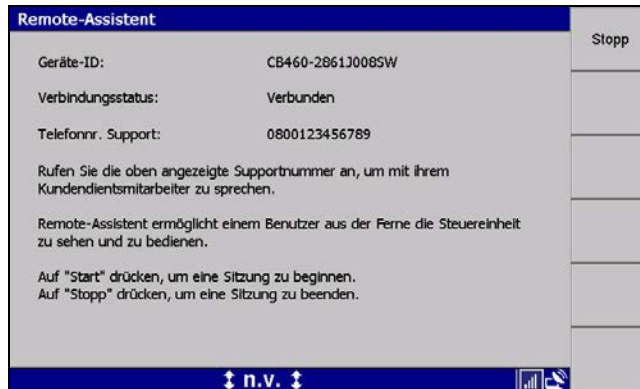 Remote-Assistent
Stopp
Geräte-ID: CB460-2861J008SW
Verbindungsstatus: Verbunden
Telefonnr. Support: 0800123456789
Rufen Sie die oben angezeigte Supportnummer an, um mit ihrem
Kundendientsmitarbeiter zu sprechen.
Remote-Assistent ermöglicht einem Benutzer aus der Ferne die Steuereinheit
zu sehen und zu bedienen.
Auf "Start" drücken, um eine Sitzung zu beginnen.
Auf "Stopp" drücken, um eine Sitzung zu beenden.
n.v.